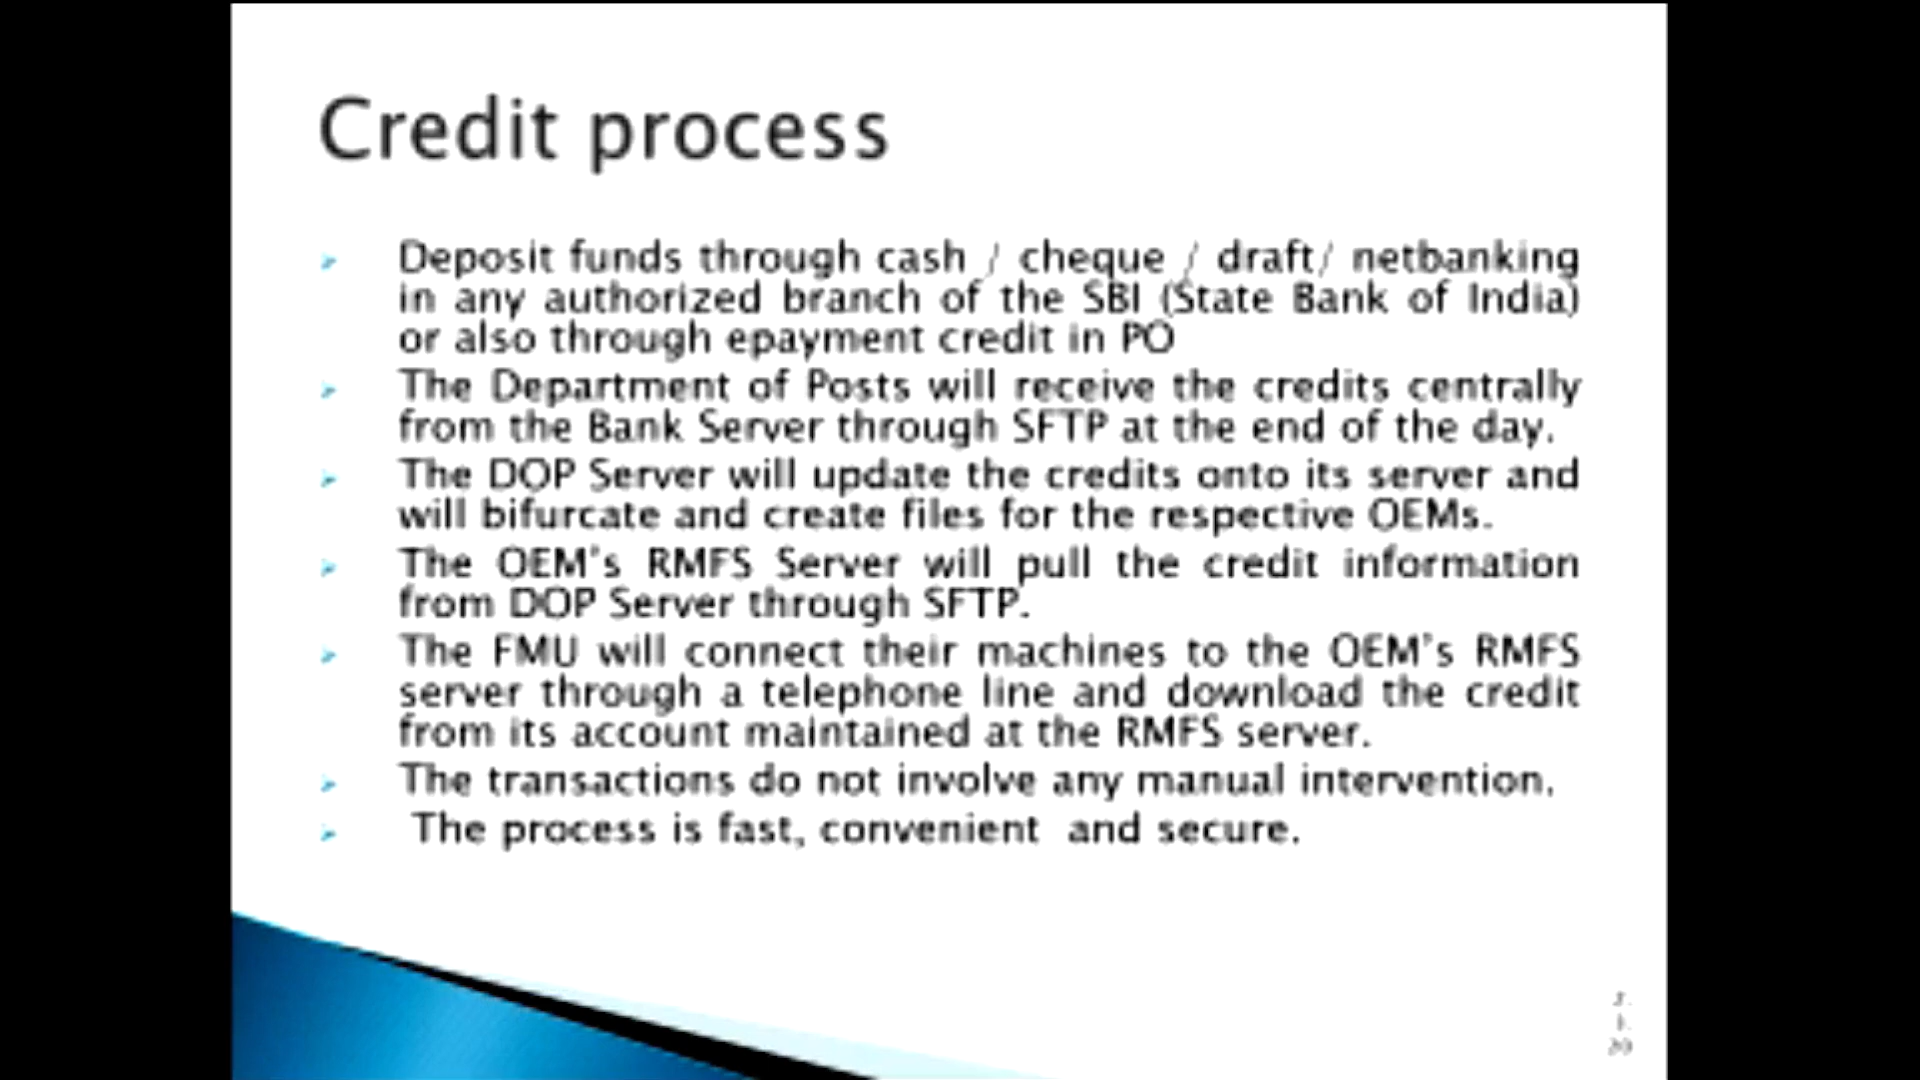 Credit process
Deposit funds through cash / cheque / draft/ netbanking
in any authorized branch of the SBI (State Bank of India)
or also through epayment credit in PO
The Department of Posts will receive the credits centrally
from the Bank Server through SFTP at the end of the day.
The DOP Server will update the credits onto its server and
will bifurcate and create files for the respective OEMs.
The OEM's RMFS Server will pull the credit information
from DOP Server through SFTP.
The FMU will connect their machines to the OEM's RMFS
server through a telephone line and download the credit
from its account maintained at the RMFS server.
The transactions do not involve any manual intervention.
The process is fast, convenient and secure.